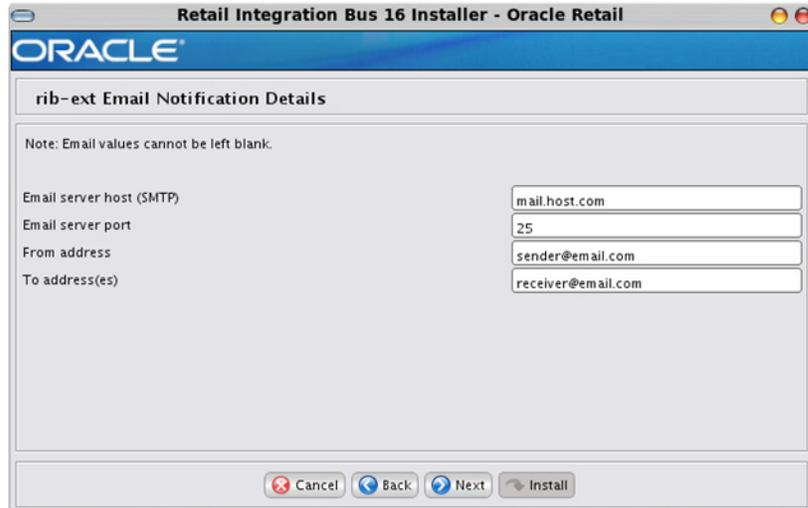 Retail Integration Bus 16 Installer - Oracle Retail
ORACLE®
rib-ext Email Notification Details
Note: Email values cannot be left blank.
Email server host (SMTP) mail.host.com
Email server port 25
From address sender@email.com
To address(es) receiver@email.com
Cancel Back Next Install